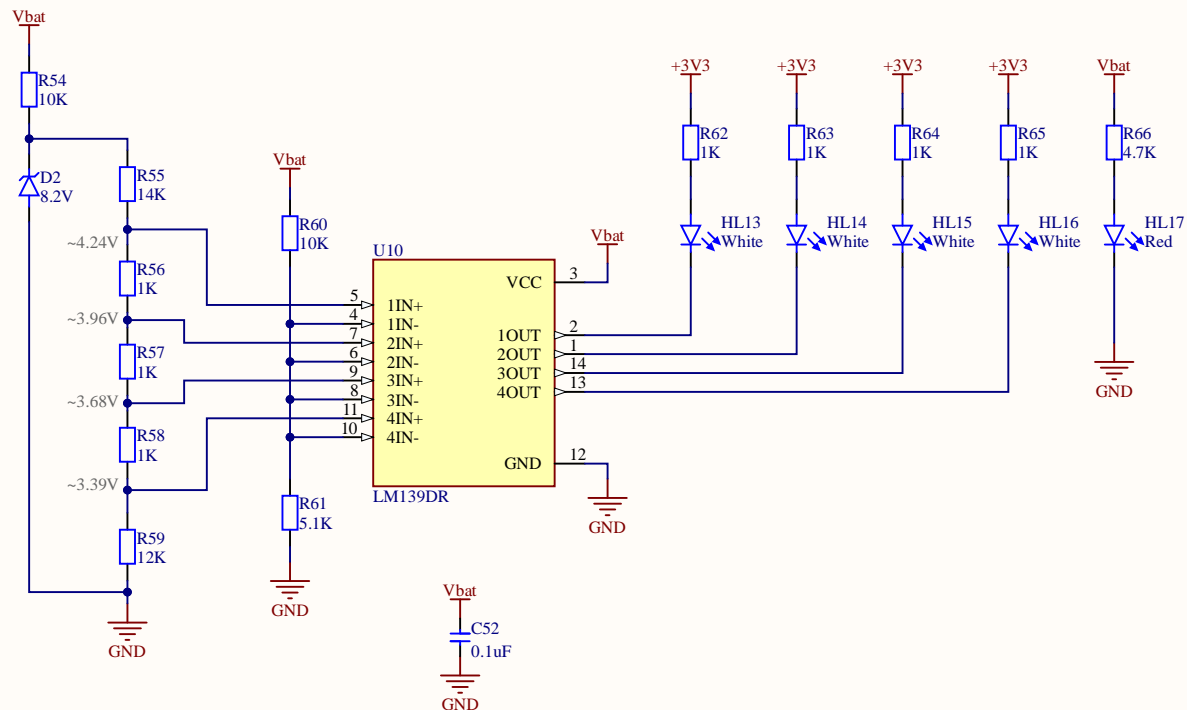 Vbat
R54
10K
D2
8.2V
R55
14K
~4.24V
R56
1K
~3.96V
R57
1K
~3.68V
R58
1K
~3.39V
R59
12K
GND
Vbat
R60
10K
R61
5.1K
GND
U10
5 1IN+
4 1IN-
7 2IN+
6 2IN-
9 3IN+
8 3IN-
11 4IN+
10 4IN-
VCC 3
1OUT 2
2OUT 1
3OUT 14
4OUT 13
GND 12
LM139DR
Vbat
GND
Vbat
C52
0.1uF
GND
+3V3
R62
1K
HL13
White
+3V3
R63
1K
HL14
White
+3V3
R64
1K
HL15
White
+3V3
R65
1K
HL16
White
Vbat
R66
4.7K
HL17
Red
GND